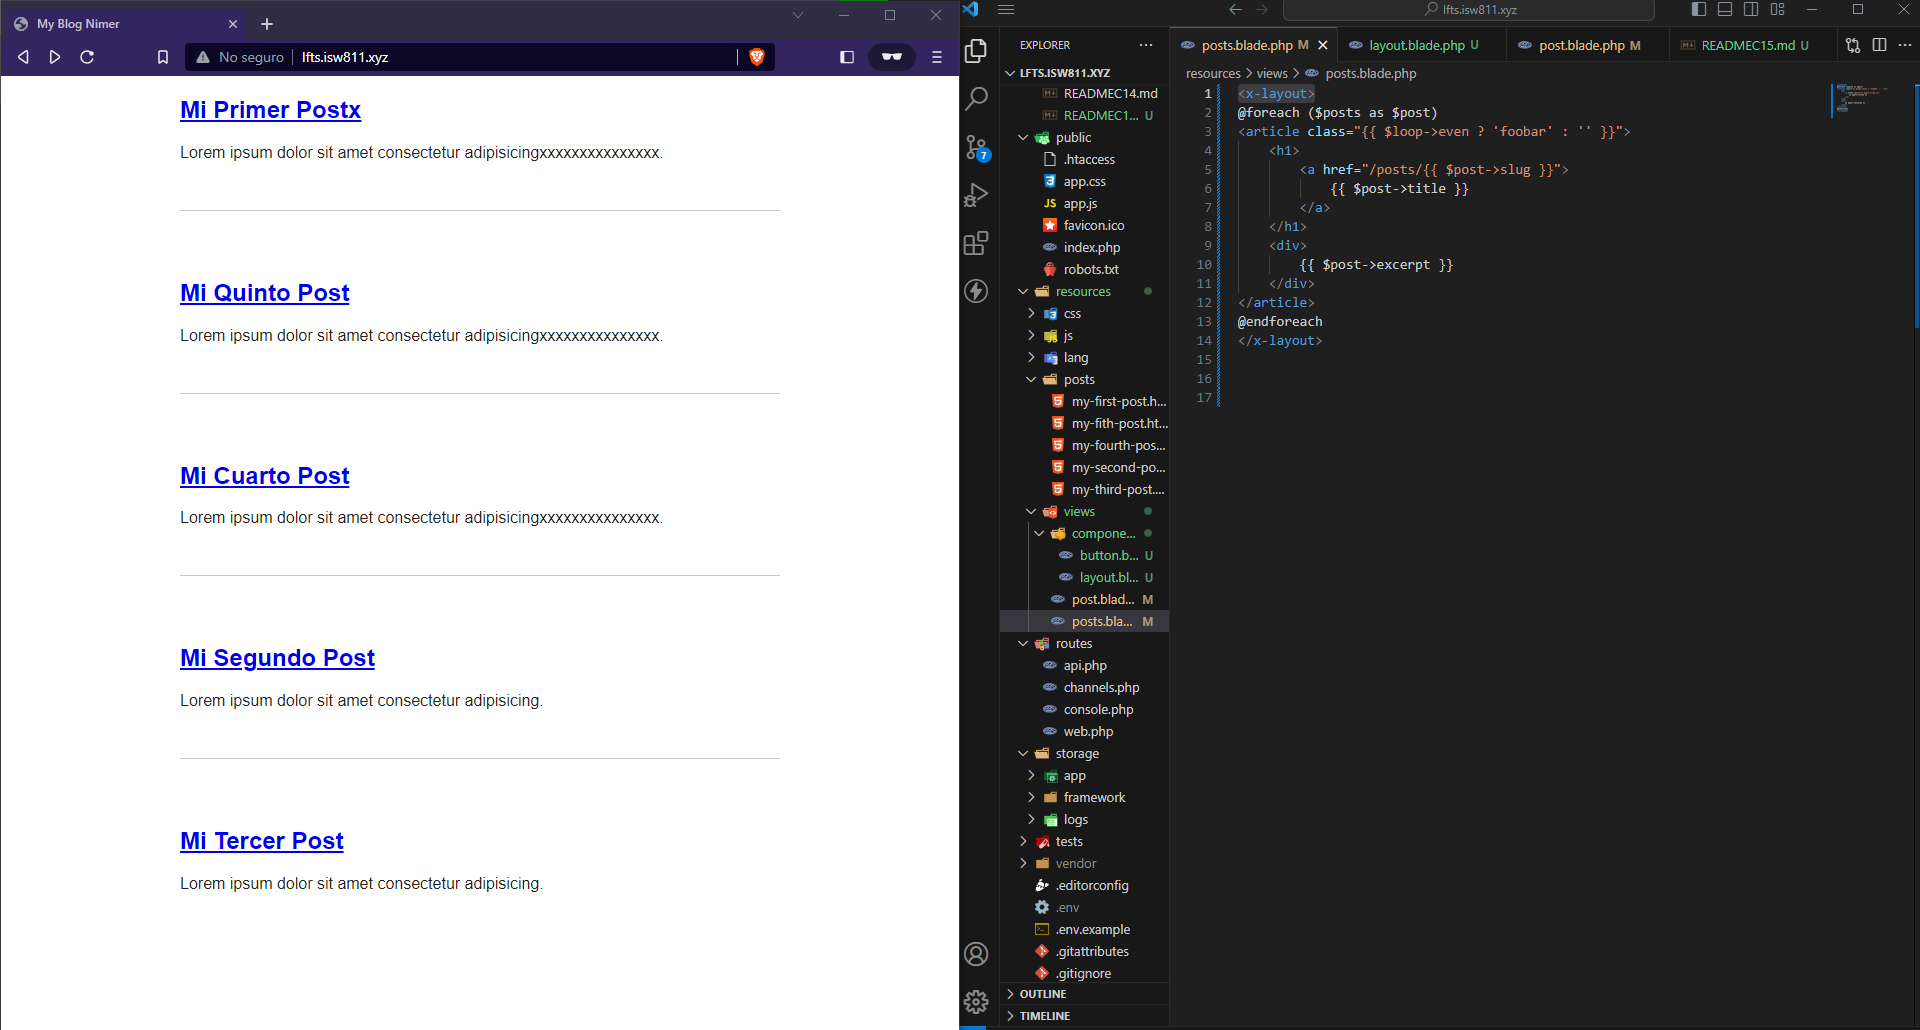 My Blog Nimer
No seguro
lfts.isw811.xyz
Mi Primer Postx
Lorem ipsum dolor sit amet consectetur adipisicingxxxxxxxxxxxxxxx.
Mi Quinto Post
Lorem ipsum dolor sit amet consectetur adipisicingxxxxxxxxxxxxxxx.
Mi Cuarto Post
Lorem ipsum dolor sit amet consectetur adipisicingxxxxxxxxxxxxxxx.
Mi Segundo Post
Lorem ipsum dolor sit amet consectetur adipisicing.
Mi Tercer Post
Lorem ipsum dolor sit amet consectetur adipisicing.
lfts.isw811.xyz
7
EXPLORER
LFTS.ISW811.XYZ
READMEC14.md
READMEC1... U
public
.htaccess
app.css
JS app.js
favicon.ico
index.php
robots.txt
resources
css
js
lang
posts
my-first-post.h...
my-fith-post.ht...
my-fourth-pos...
my-second-po...
my-third-post....
views
compone...
button.b... U
layout.bl... U
post.blad... M
posts.bla... M
routes
api.php
channels.php
console.php
web.php
storage
app
framework
logs
tests
vendor
.editorconfig
.env
.env.example
.gitattributes
.gitignore
OUTLINE
TIMELINE
posts.blade.php M
layout.blade.php U
post.blade.php M
READMEC15.md U
resources > views > posts.blade.php
1 <x-layout>
2 @foreach ($posts as $post)
3 <article class="{{ $loop->even ? 'foobar' : '' }}">
4 <h1>
5 <a href="/posts/{{ $post->slug }}">
6 {{ $post->title }}
7 </a>
8 </h1>
9 <div>
10 {{ $post->excerpt }}
11 </div>
12 </article>
13 @endforeach
14 </x-layout>
15
16
17